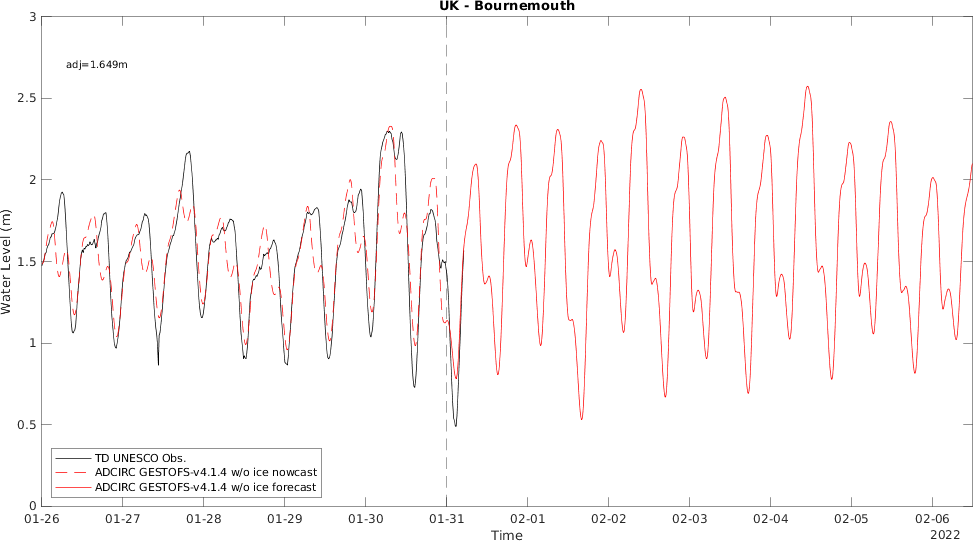 UK - Bournemouth
3
2.5
2
1.5
1
0.5
0
Water Level (m)
adj=1.649m
TD UNESCO Obs.
ADCIRC GESTOFS-v4.1.4 w/o ice nowcast
ADCIRC GESTOFS-v4.1.4 w/o ice forecast
01-26 01-27 01-28 01-29 01-30 01-31 02-01 02-02 02-03 02-04 02-05 02-06
Time
2022